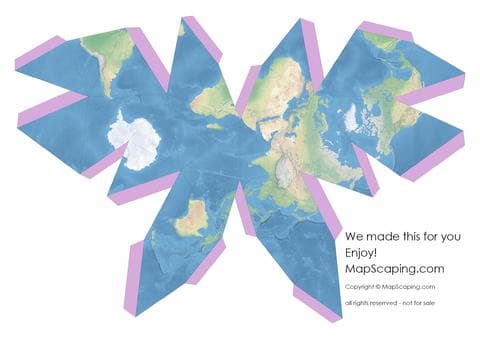 We made this for you
Enjoy!
MapScaping.com
Copyright © MapScaping.com
all rights reserved - not for sale